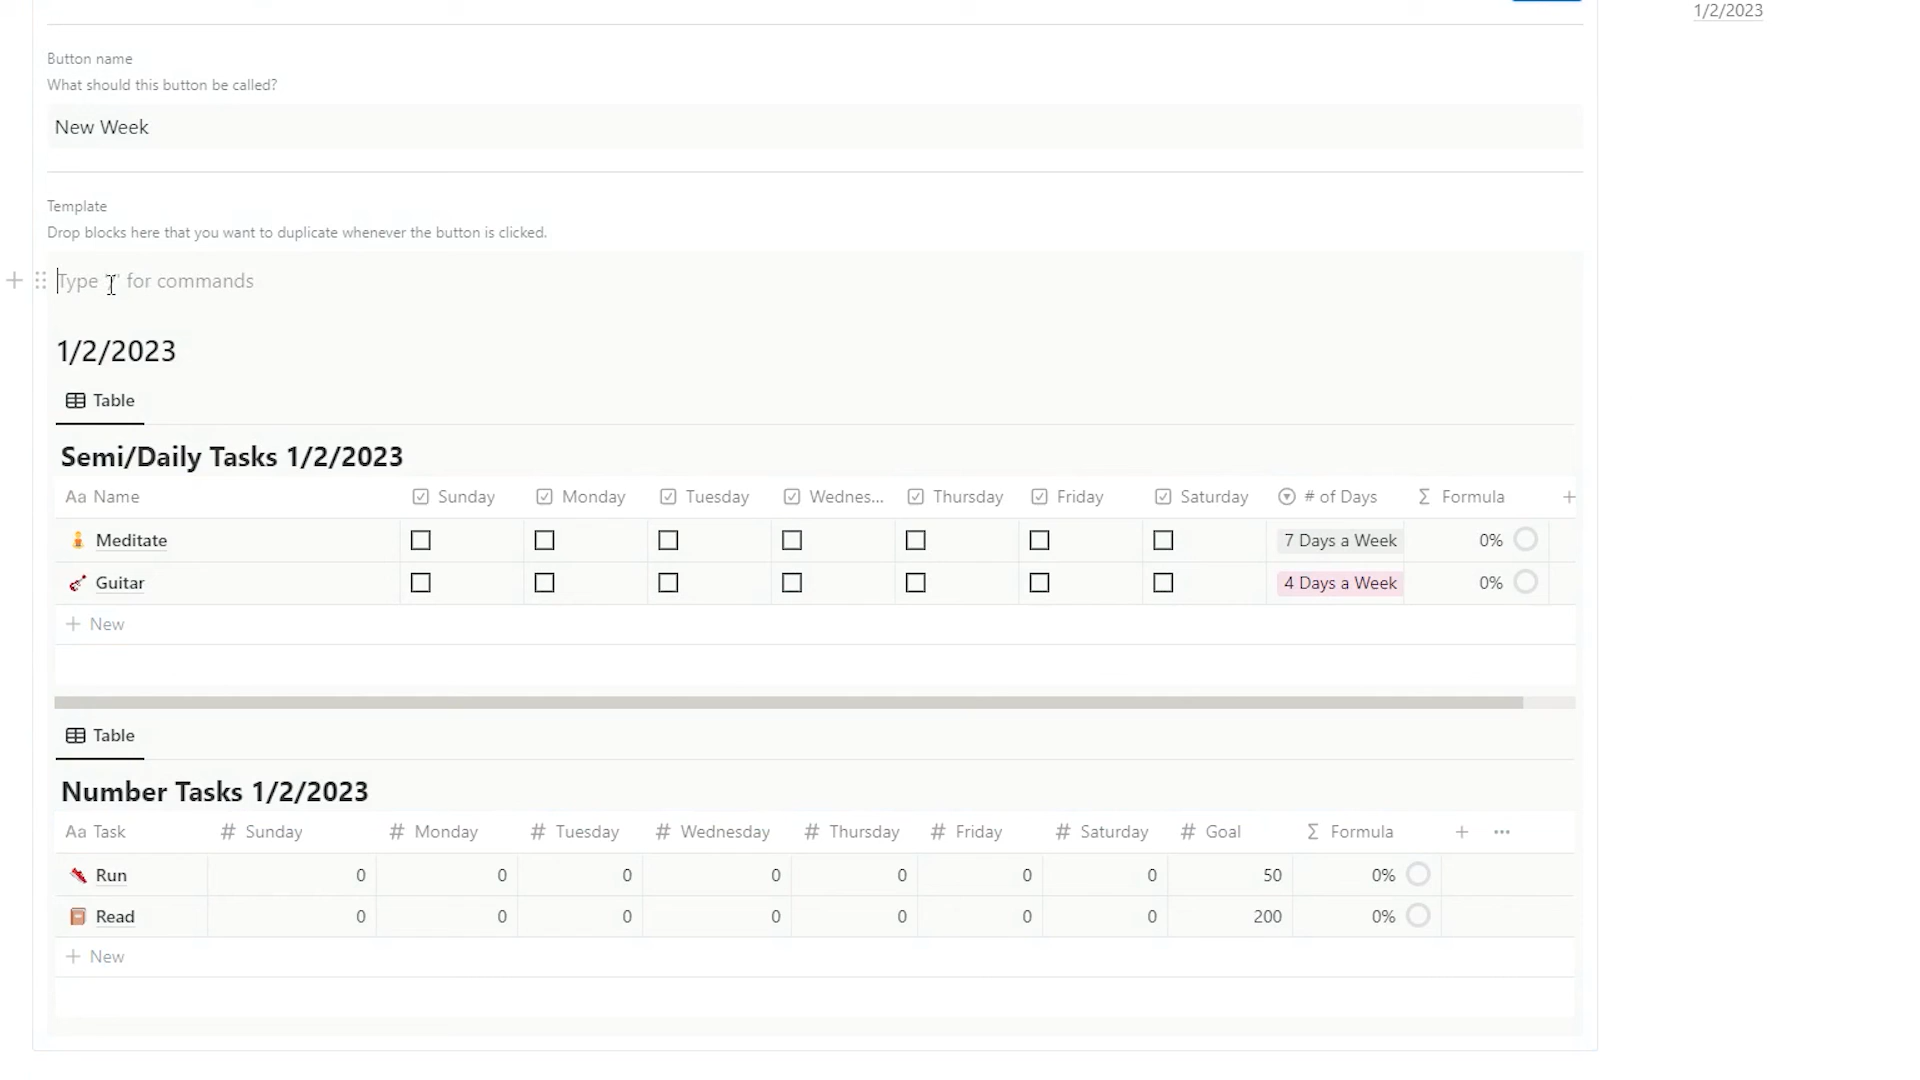 1/2/2023
Button name
What should this button be called?
New Week
Template
Drop blocks here that you want to duplicate whenever the button is clicked.
Type '/' for commands
1/2/2023
Table
Semi/Daily Tasks 1/2/2023
Aa Name Sunday Monday Tuesday Wednes... Thursday Friday Saturday # of Days Σ Formula +
Meditate 7 Days a Week 0%
Guitar 4 Days a Week 0%
+ New
Table
Number Tasks 1/2/2023
Aa Task # Sunday # Monday # Tuesday # Wednesday # Thursday # Friday # Saturday # Goal Σ Formula + ...
Run 0 0 0 0 0 0 0 50 0%
Read 0 0 0 0 0 0 0 200 0%
+ New